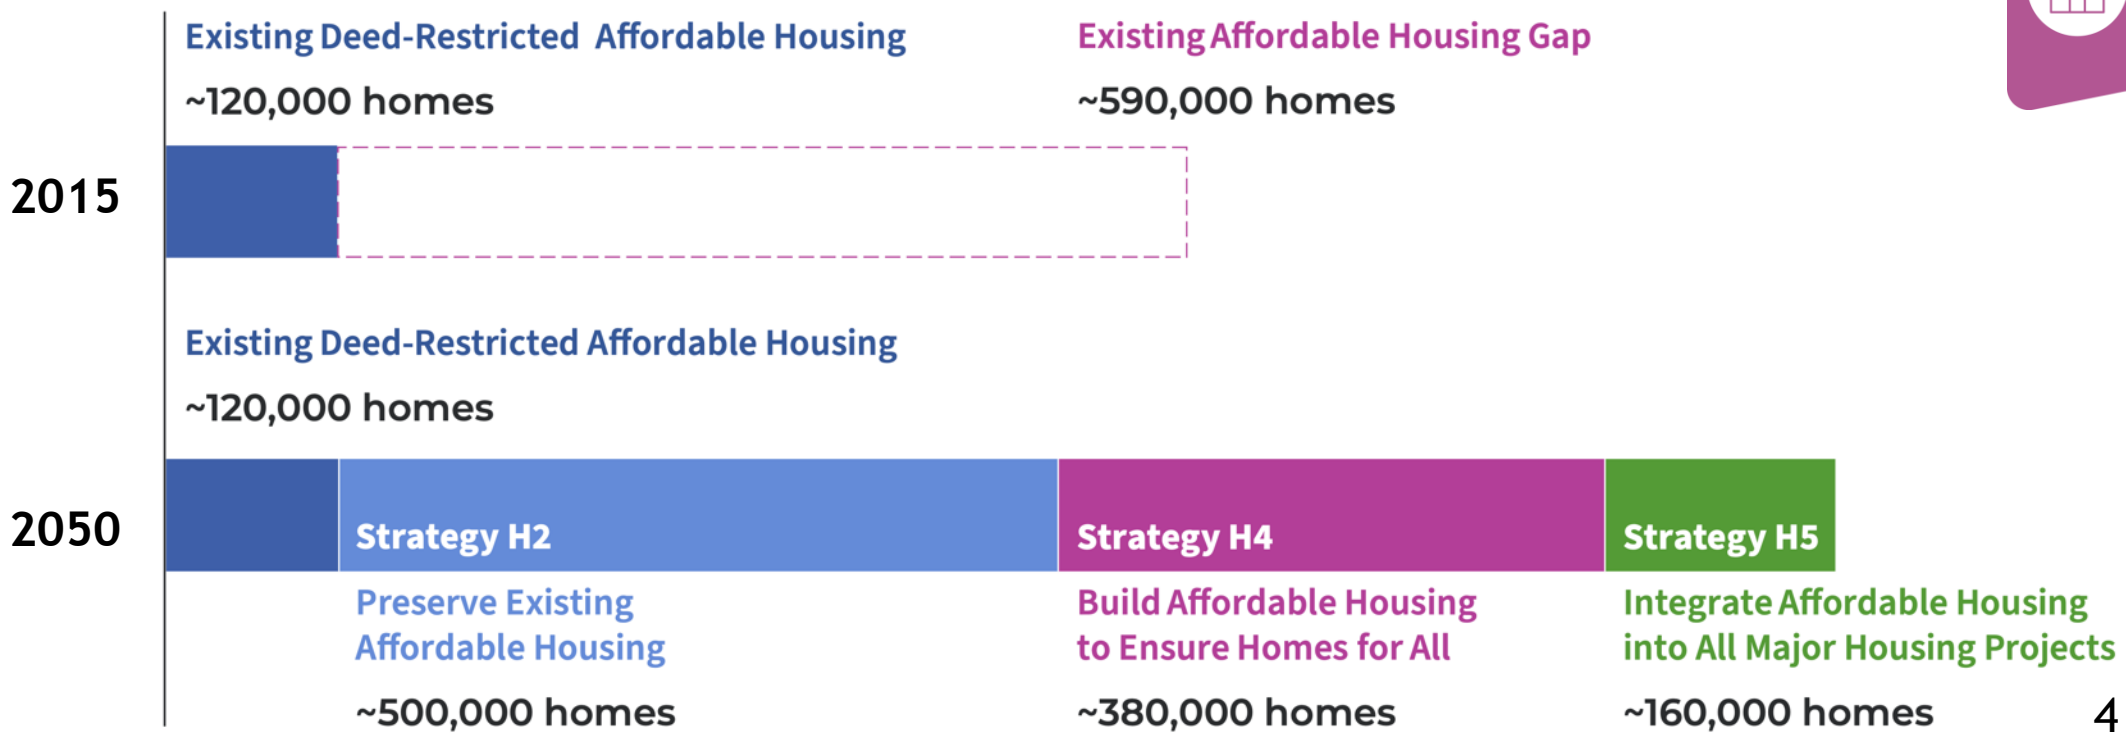 Existing Deed-Restricted Affordable Housing
~120,000 homes
Existing Affordable Housing Gap
~590,000 homes
2015
Existing Deed-Restricted Affordable Housing
~120,000 homes
2050
Strategy H2
Strategy H4
Strategy H5
Preserve Existing
Affordable Housing
~500,000 homes
Build Affordable Housing
to Ensure Homes for All
~380,000 homes
Integrate Affordable Housing
into All Major Housing Projects
~160,000 homes
4